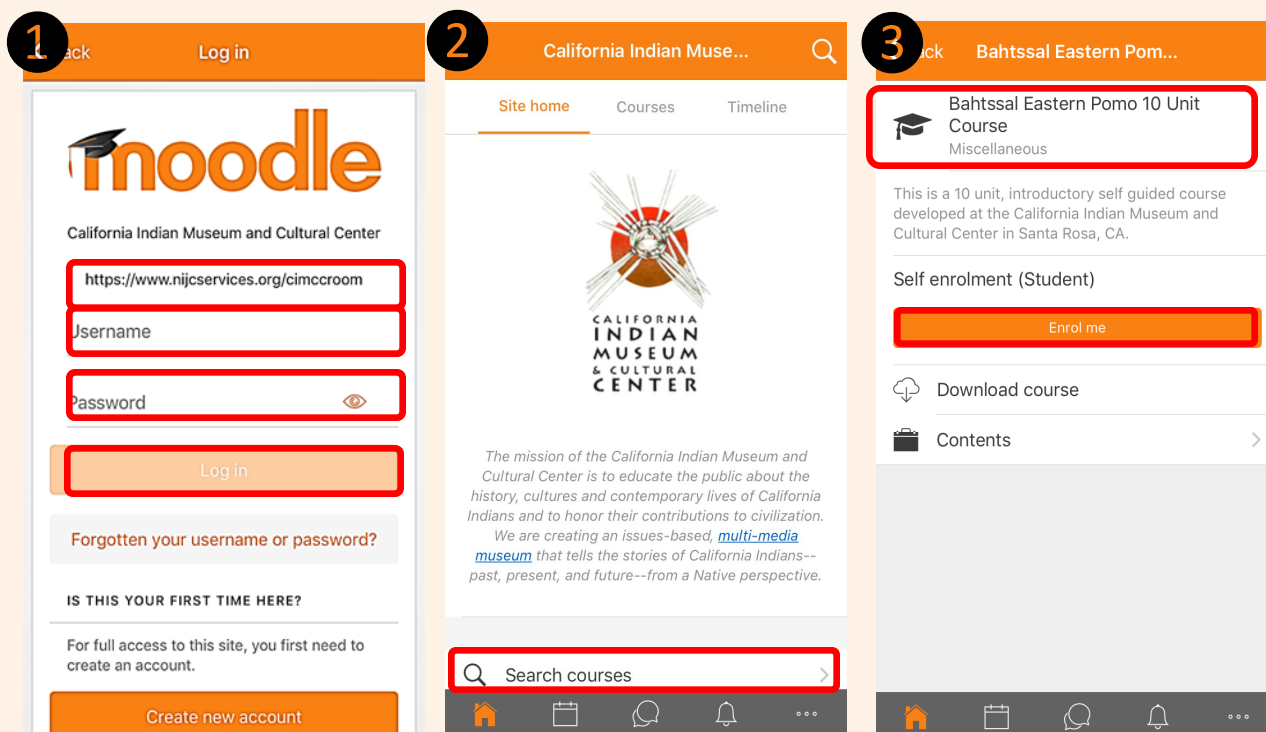 1
ack
Log in
moodle
California Indian Museum and Cultural Center
https://www.nijcservices.org/cimccroom
Username
Password
Log in
Forgotten your username or password?
IS THIS YOUR FIRST TIME HERE?
For full access to this site, you first need to
create an account.
Create new account
2
California Indian Muse...
Site home
Courses
Timeline
CALIFORNIA
INDIAN
MUSEUM
& CULTURAL
CENTER
The mission of the California Indian Museum and
Cultural Center is to educate the public about the
history, cultures and contemporary lives of California
Indians and to honor their contributions to civilization.
We are creating an issues-based, multi-media
museum that tells the stories of California Indians--
past, present, and future--from a Native perspective.
Search courses
3
ck
Bahtssal Eastern Pom...
Bahtssal Eastern Pomo 10 Unit
Course
Miscellaneous
This is a 10 unit, introductory self guided course
developed at the California Indian Museum and
Cultural Center in Santa Rosa, CA.
Self enrolment (Student)
Enrol me
Download course
Contents